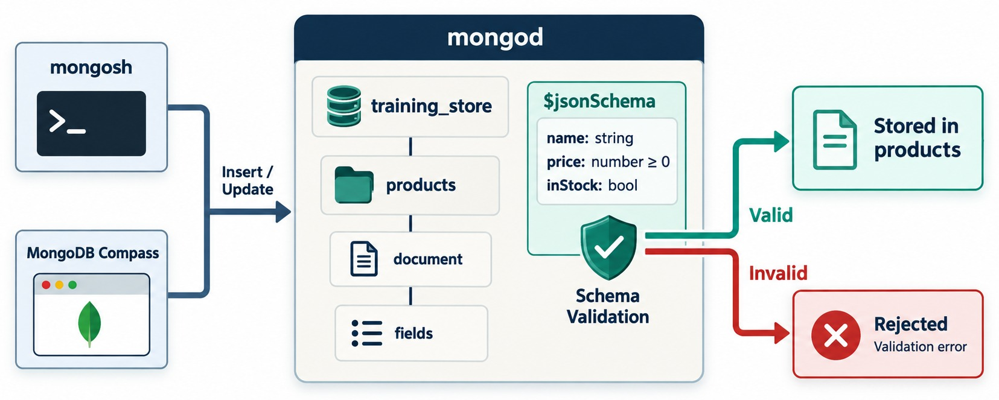 mongosh
>_
MongoDB Compass
Insert /
Update
mongod
training_store
products
document
fields
$jsonSchema
name: string
price: number ≥ 0
inStock: bool
Schema
Validation
Valid
Invalid
Stored in
products
Rejected
Validation error